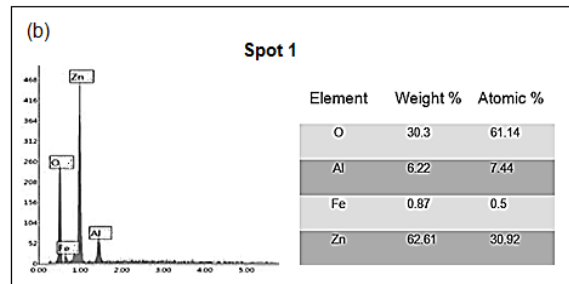 (b)
Spot 1
468
416
364
312
260
208
156
104
52
0.00 1.00 2.00 3.00 4.00 5.00
Zn
O
Fe
Al
Element Weight % Atomic %
O 30.3 61.14
Al 6.22 7.44
Fe 0.87 0.5
Zn 62.61 30.92